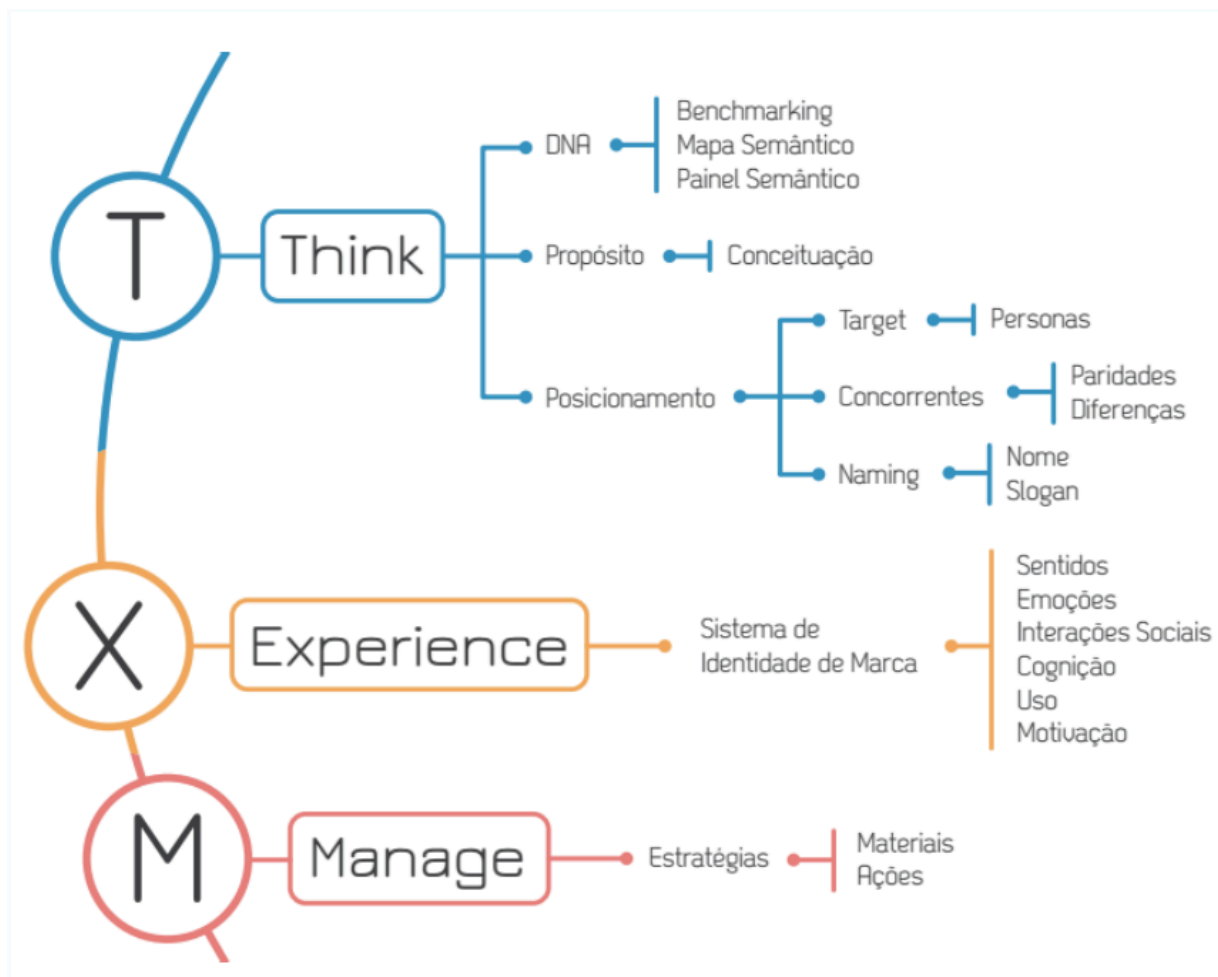 T
Think
DNA
Benchmarking
Mapa Semântico
Painel Semântico
Propósito
Conceituação
Posicionamento
Target
Personas
Concorrentes
Paridades
Diferenças
Naming
Nome
Slogan
X
Experience
Sistema de
Identidade de Marca
Sentidos
Emoções
Interações Sociais
Cognição
Uso
Motivação
M
Manage
Estratégias
Materiais
Ações